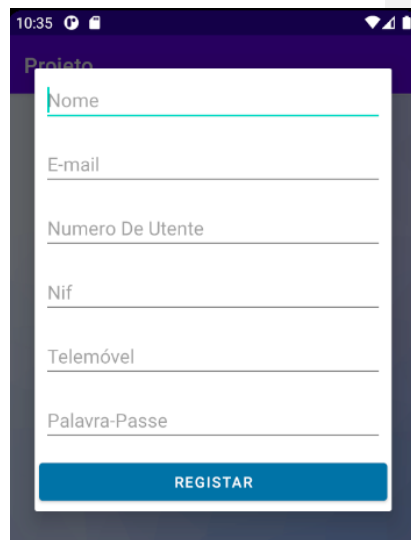 10:35
Projeto
Nome
E-mail
Numero De Utente
Nif
Telemóvel
Palavra-Passe
REGISTAR